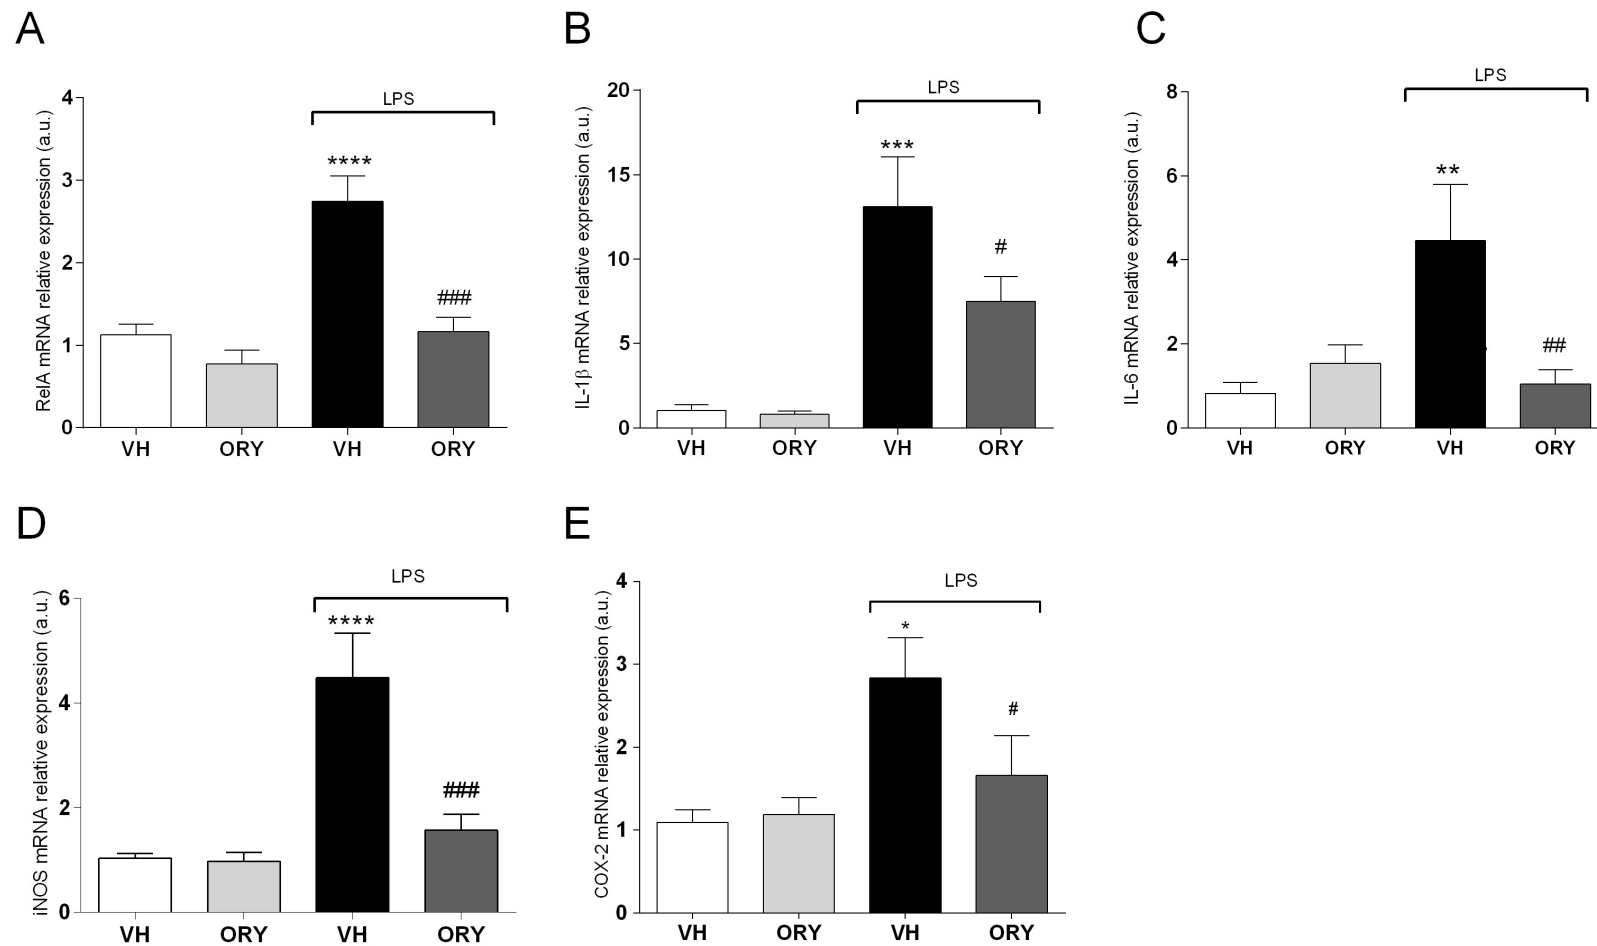 A
RelA mRNA relative expression (a.u.)
4
3
2
1
0
LPS
****
###
VH ORY VH ORY
B
IL-1β mRNA relative expression (a.u.)
20
15
10
5
0
LPS
***
#
VH ORY VH ORY
C
IL-6 mRNA relative expression (a.u.)
8
6
4
2
0
LPS
**
##
VH ORY VH ORY
D
iNOS mRNA relative expression (a.u.)
6
4
2
0
LPS
****
###
VH ORY VH ORY
E
COX-2 mRNA relative expression (a.u.)
4
3
2
1
0
LPS
*
#
VH ORY VH ORY